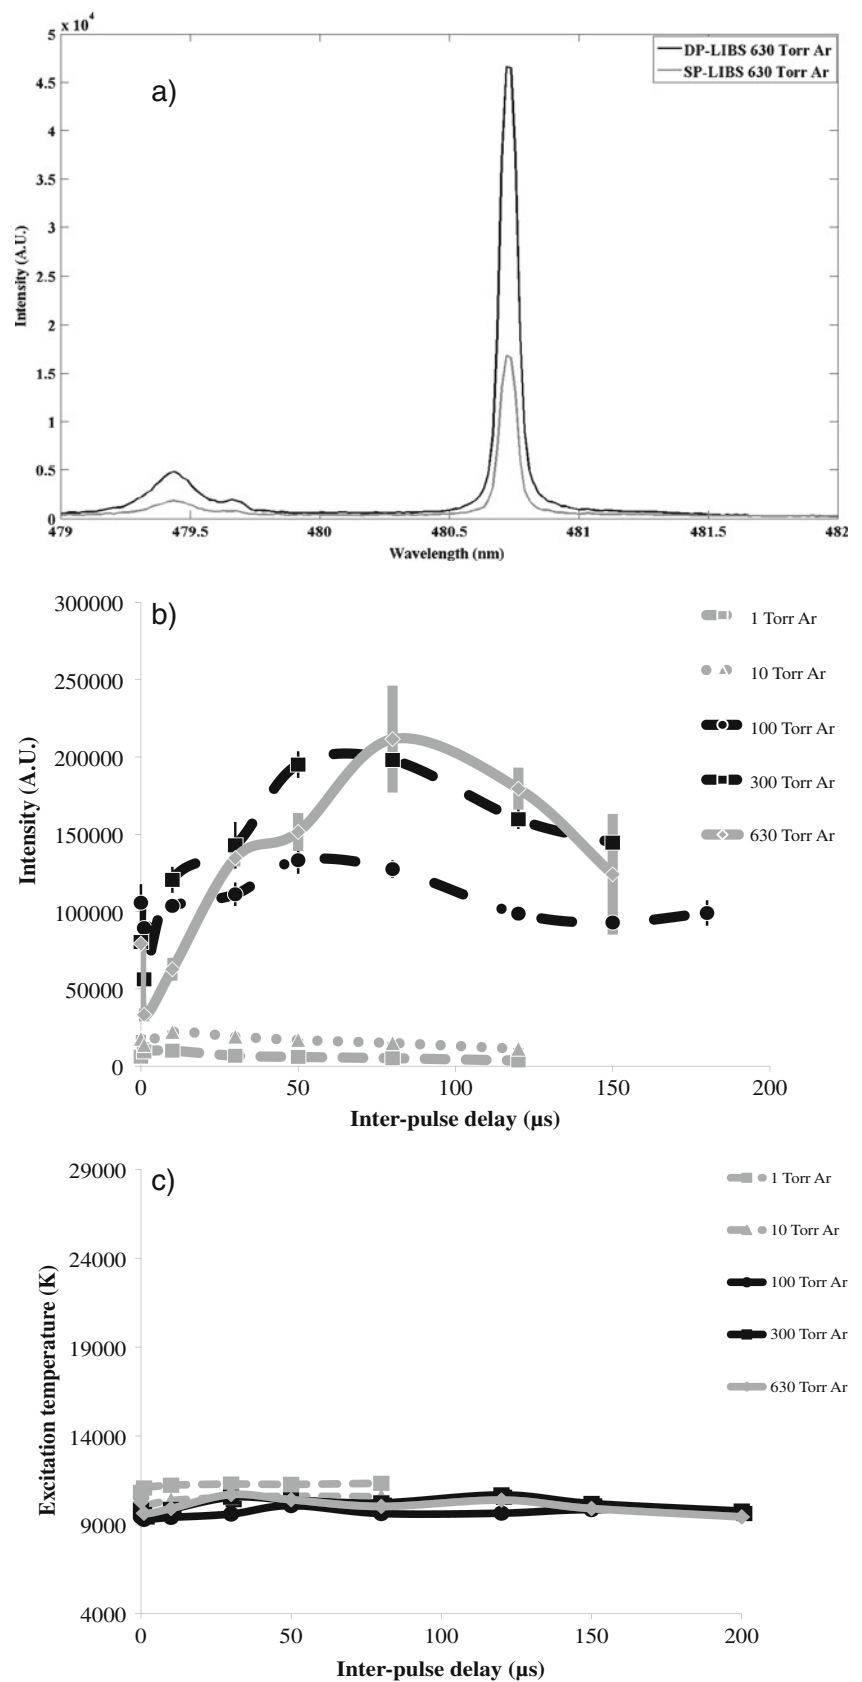 x 10⁴
a)
DP-LIBS 630 Torr Ar
SP-LIBS 630 Torr Ar
5
4.5
4
3.5
3
2.5
2
1.5
1
0.5
0
Intensity (A.U.)
479 479.5 480 480.5 481 481.5 482
Wavelength (nm)
b)
300000
250000
200000
150000
100000
50000
0
Intensity (A.U.)
1 Torr Ar
10 Torr Ar
100 Torr Ar
300 Torr Ar
630 Torr Ar
0 50 100 150 200
Inter-pulse delay (µs)
c)
29000
24000
19000
14000
9000
4000
Excitation temperature (K)
1 Torr Ar
10 Torr Ar
100 Torr Ar
300 Torr Ar
630 Torr Ar
0 50 100 150 200
Inter-pulse delay (µs)